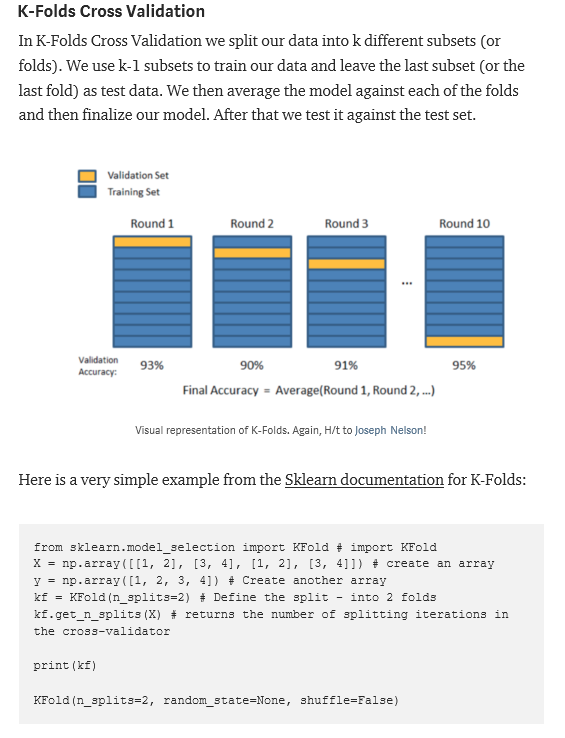 K-Folds Cross Validation
In K-Folds Cross Validation we split our data into k different subsets (or
folds). We use k-1 subsets to train our data and leave the last subset (or the
last fold) as test data. We then average the model against each of the folds
and then finalize our model. After that we test it against the test set.
Validation Set
Training Set
Round 1 Round 2 Round 3 Round 10
...
Validation
Accuracy: 93% 90% 91% 95%
Final Accuracy = Average(Round 1, Round 2, ...)
Visual representation of K-Folds. Again, H/t to Joseph Nelson!
Here is a very simple example from the Sklearn documentation for K-Folds:
from sklearn.model_selection import KFold # import KFold
X = np.array([[1, 2], [3, 4], [1, 2], [3, 4]]) # create an array
y = np.array([1, 2, 3, 4]) # Create another array
kf = KFold(n_splits=2) # Define the split - into 2 folds
kf.get_n_splits(X) # returns the number of splitting iterations in
the cross-validator
print(kf)
KFold(n_splits=2, random_state=None, shuffle=False)